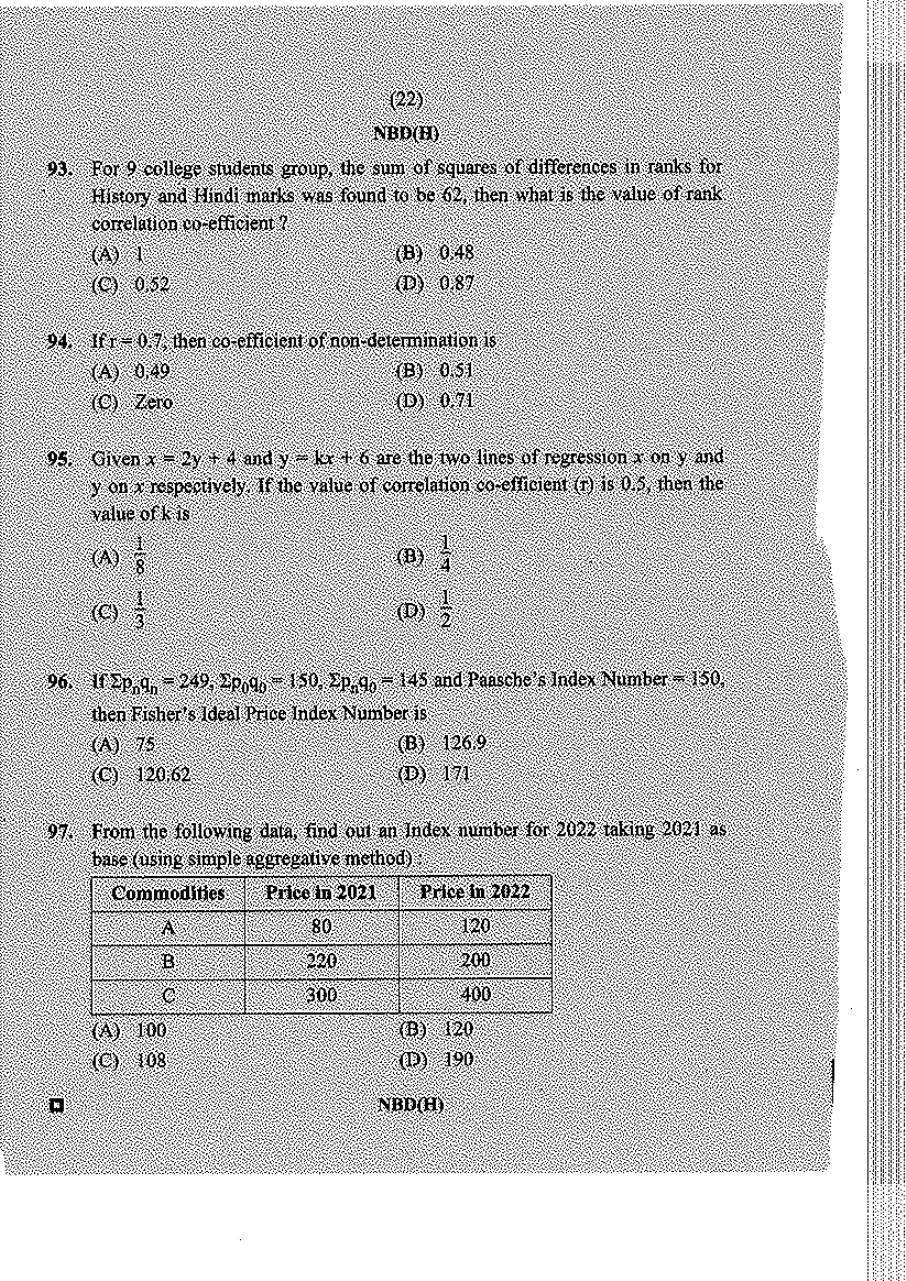 (22)
NBD(H)
93. For 9 college students group, the sum of squares of differences in ranks for
History and Hindi marks was found to be 62, then what is the value of rank
correlation co-efficient ?
(A) 1 (B) 0.48
(C) 0.52 (D) 0.87
94. If r = 0.7, then co-efficient of non-determination is
(A) 0.49 (B) 0.51
(C) Zero (D) 0.71
95. Given x = 2y + 4 and y = kx + 6 are the two lines of regression x on y and
y on x respectively. If the value of correlation co-efficient (r) is 0.5, then the
value of k is
(A) 1/8 (B) 1/4
(C) 1/3 (D) 1/2
96. If Σpₙqₙ = 249, Σp₀q₀ = 150, Σpₙq₀ = 145 and Paasche's Index Number = 150,
then Fisher's Ideal Price Index Number is
(A) 75 (B) 126.9
(C) 120.62 (D) 171
97. From the following data, find out an Index number for 2022 taking 2021 as
base (using simple aggregative method) :
Commodities Price in 2021 Price in 2022
A 80 120
B 220 200
C 300 400
(A) 100 (B) 120
(C) 108 (D) 190
NBD(H)